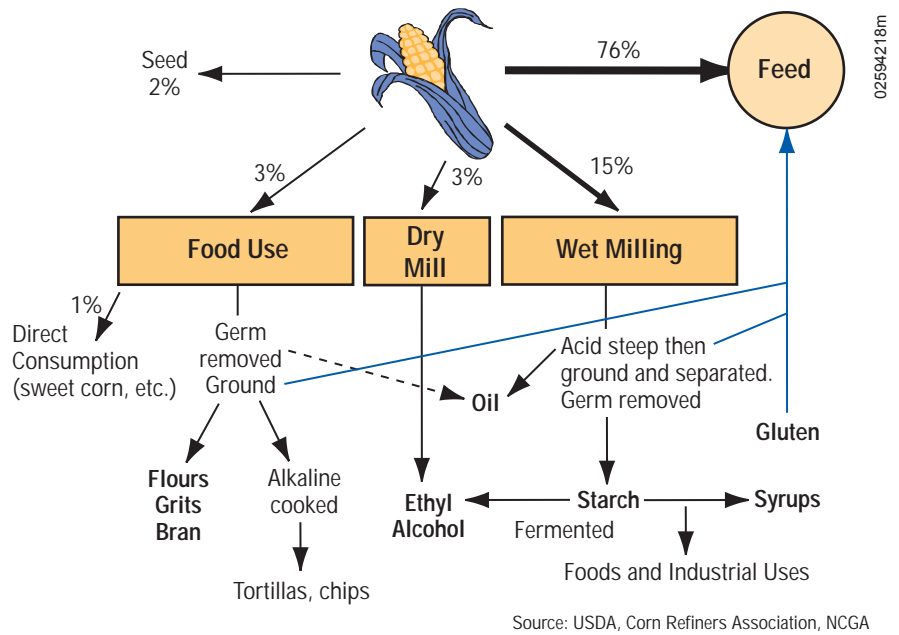 Seed
2%
76%
Feed
02594218m
3%
3%
15%
Food Use
Dry
Mill
Wet Milling
1%
Direct
Consumption
(sweet corn, etc.)
Germ
removed
Ground
Oil
Acid steep then
ground and separated.
Germ removed
Gluten
Flours
Grits
Bran
Alkaline
cooked
Ethyl
Alcohol
Starch
Fermented
Syrups
Tortillas, chips
Foods and Industrial Uses
Source: USDA, Corn Refiners Association, NCGA